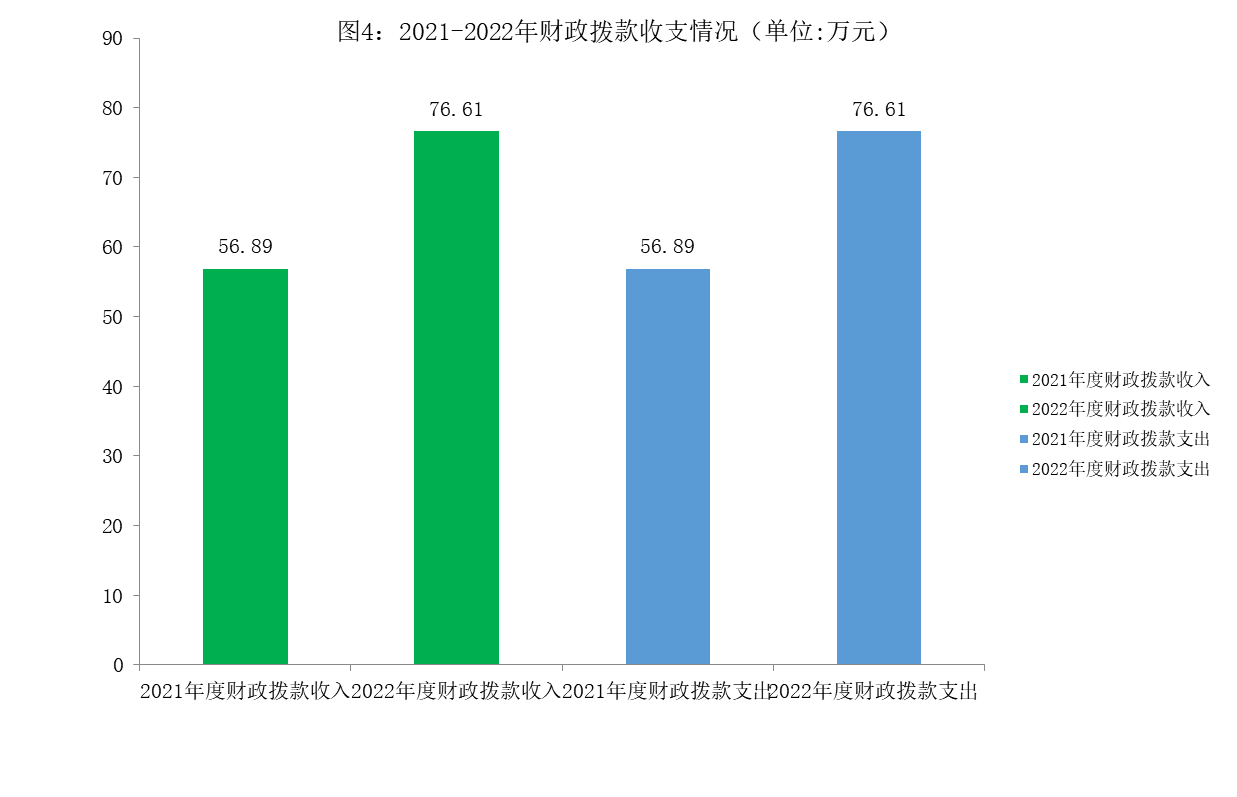 图4：2021-2022年财政拨款收支情况（单位:万元）
90
80
70
60
50
40
30
20
10
0
76.61
76.61
56.89
56.89
2021年度财政拨款收入
2022年度财政拨款收入
2021年度财政拨款支出
2022年度财政拨款支出
2021年度财政拨款收入
2022年度财政拨款收入
2021年度财政拨款支出
2022年度财政拨款支出